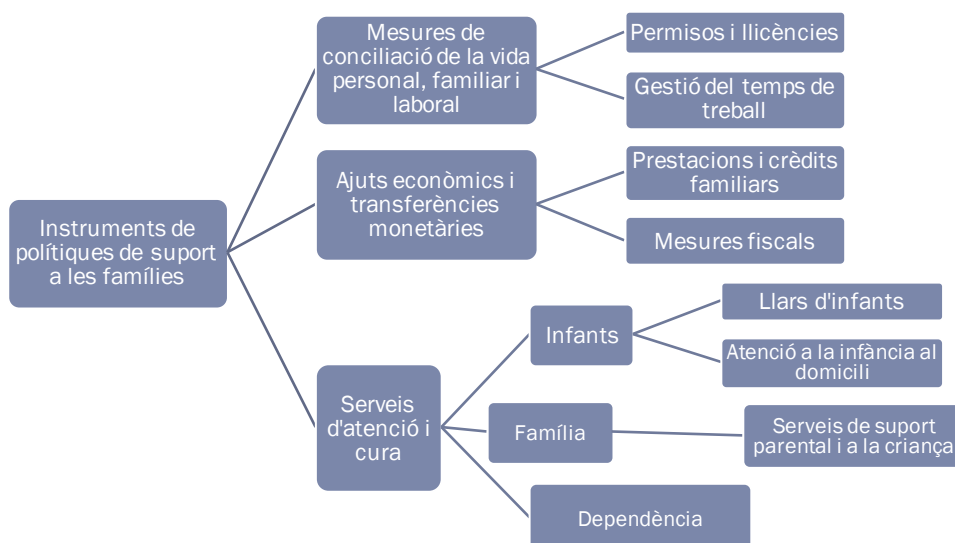 Instruments de
polítiques de suport
a les famílies
Mesures de
conciliació de la vida
personal, familiar i
laboral
Permisos i llicències
Gestió del temps de
treball
Ajuts econòmics i
transferències
monetàries
Prestacions i crèdits
familiars
Mesures fiscals
Serveis
d'atenció i
cura
Infants
Llars d'infants
Atenció a la infància al
domicili
Família
Serveis de suport
parental i a la criança
Dependència